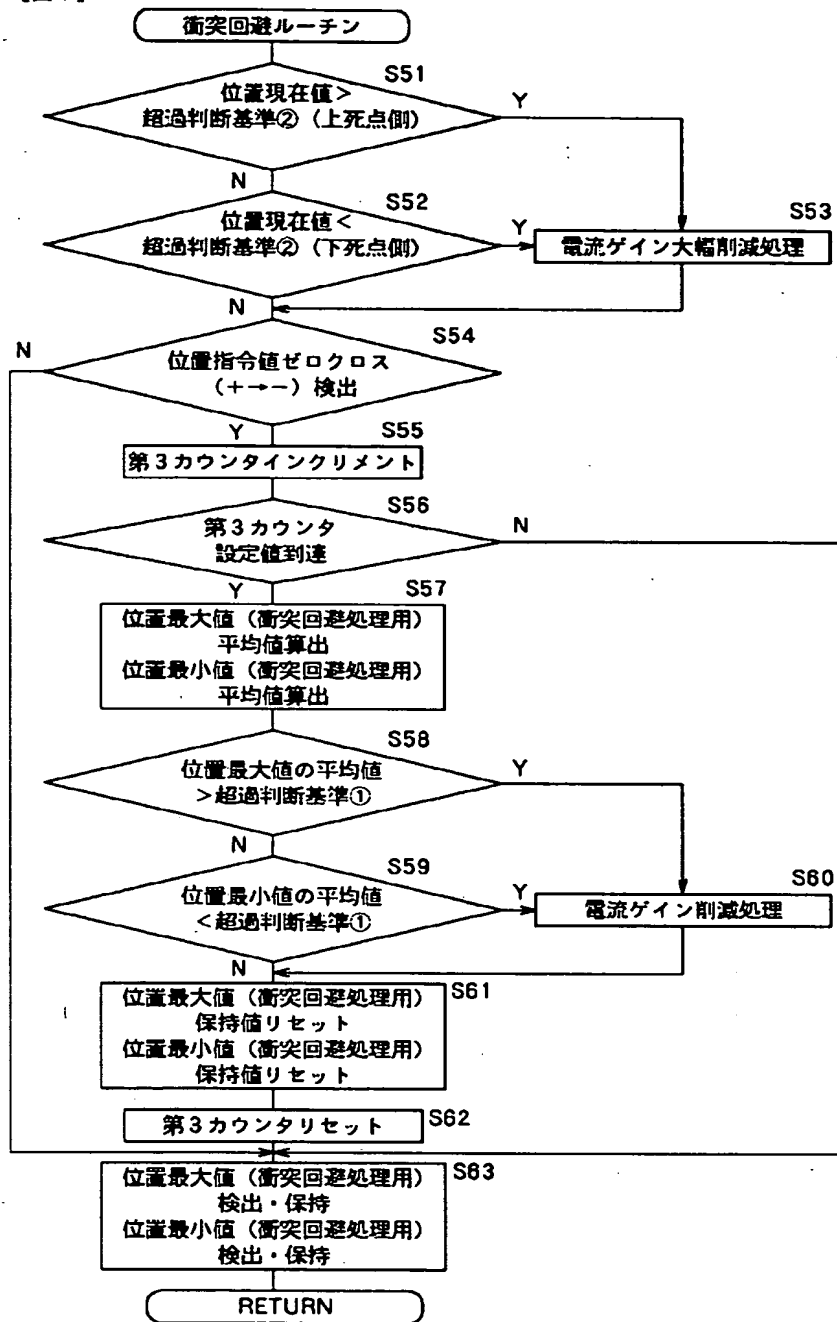 衝突回避ルーチン
S51
位置現在値>
超過判断基準②（上死点側）
Y
N
S52
位置現在値<
超過判断基準②（下死点側）
Y
S53
電流ゲイン大幅削減処理
N
S54
N
位置指令値ゼロクロス
（+→−）検出
Y
S55
第3カウンタインクリメント
S56
第3カウンタ
設定値到達
N
Y
S57
位置最大値（衝突回避処理用）
平均値算出
位置最小値（衝突回避処理用）
平均値算出
S58
位置最大値の平均値
>超過判断基準①
Y
N
S59
位置最小値の平均値
<超過判断基準①
Y
S60
電流ゲイン削減処理
N
S61
位置最大値（衝突回避処理用）
保持値リセット
位置最小値（衝突回避処理用）
保持値リセット
第3カウンタリセット
S62
S63
位置最大値（衝突回避処理用）
検出・保持
位置最小値（衝突回避処理用）
検出・保持
RETURN